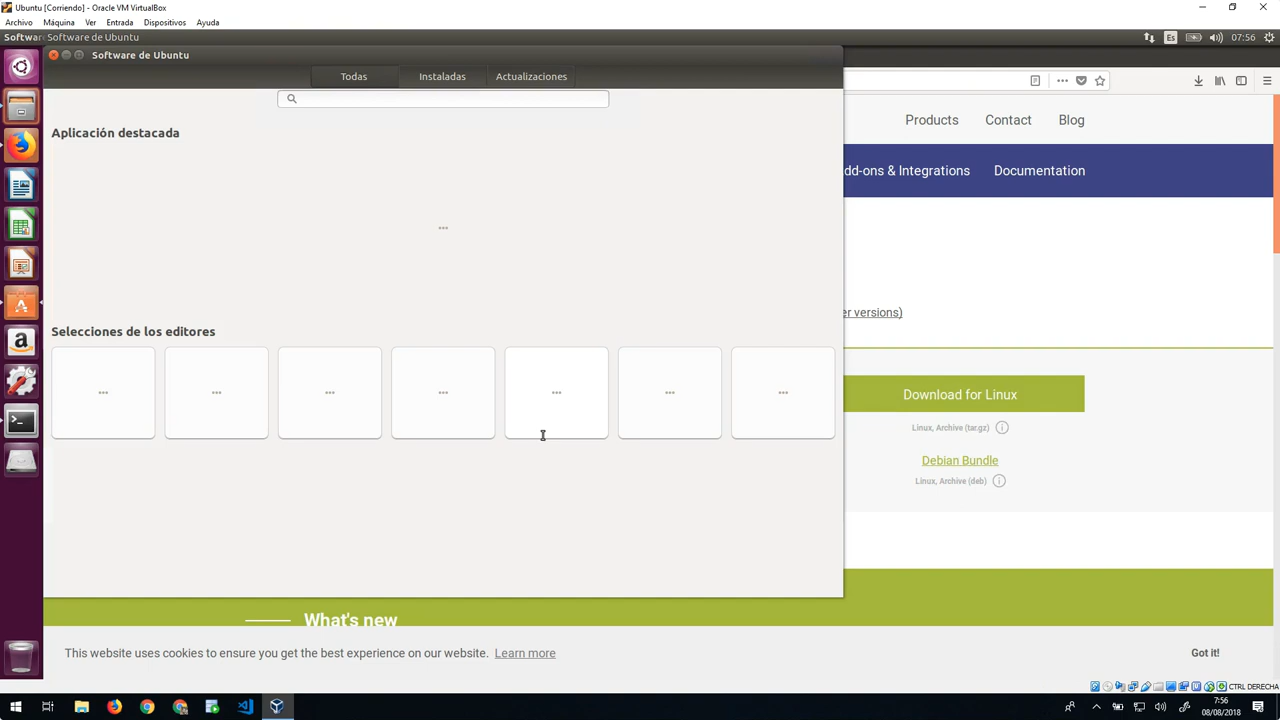 Ubuntu [Corriendo] - Oracle VM VirtualBox
Archivo Máquina Ver Entrada Dispositivos Ayuda
Softwar Software de Ubuntu Es 07:56
Software de Ubuntu
Todas Instaladas Actualizaciones
Products Contact Blog
Aplicación destacada
dd-ons & Integrations Documentation
er versions)
Selecciones de los editores
Download for Linux
Linux, Archive (tar.gz)
Debian Bundle
Linux, Archive (deb)
What's new
This website uses cookies to ensure you get the best experience on our website. Learn more Got it!
CTRL DERECHA
7:56
08/08/2018